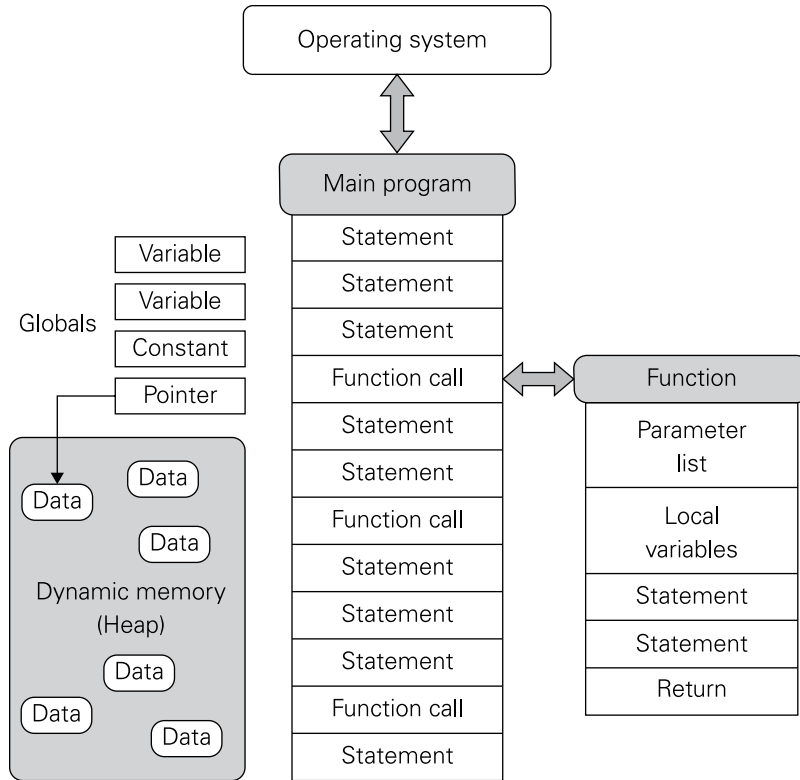 Operating system
Main program
Statement
Statement
Statement
Function call
Statement
Statement
Function call
Statement
Statement
Statement
Function call
Statement
Globals
Variable
Variable
Constant
Pointer
Data
Data
Data
Dynamic memory
(Heap)
Data
Data
Data
Function
Parameter
list
Local
variables
Statement
Statement
Return